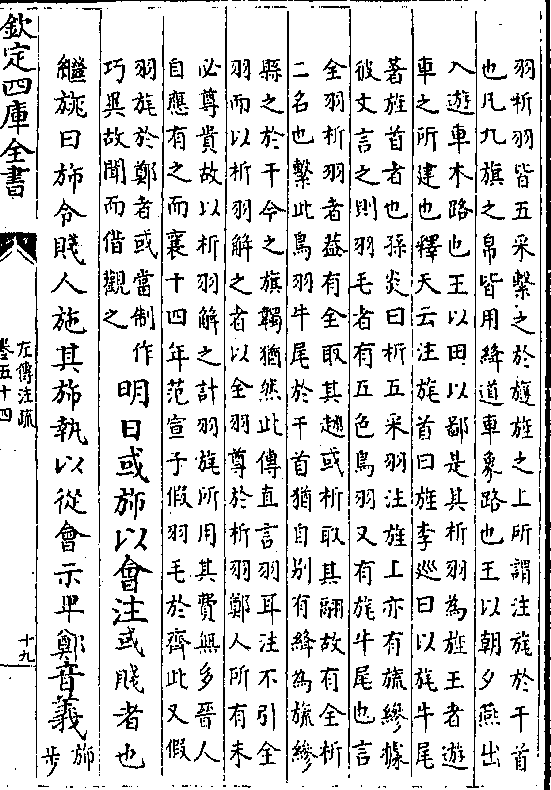 羽析羽皆五采繫之於旞旌之上所謂注旄於干首
也凡九旗之帛皆用絳道車象路也王以朝夕燕出
入遊車木路也王以田以鄙是其析羽為旌王者遊
車之所建也釋天云注旄首曰旌李巡曰以旄牛尾
著旌首者也孫炎曰析五采羽注旌上亦有旒縿據
彼文言之則羽毛者有五色鳥羽又有旄牛尾也言
全羽析羽者葢有全取其翅或析取其翮故有全析
二名也繫此鳥羽牛尾於干首猶自别有絳為旒縿
縣之於干今之旗韣猶然此傳直言羽耳注不引全
羽而以析羽解之者以全羽尊於析羽鄭人所有未
必尊貴故以析羽解之計羽旄所用其費無多晉人
自應有之而襄十四年范宣子假羽毛於齊此又假
羽旄於鄭者或當制作
巧異故聞而借觀之
明日或斾以會注或賤者也
繼旐曰斾令賤人施其斾執以從會示卑鄭音義
斾
步
欽定四庫全書
左傳注疏
卷五十四
十九